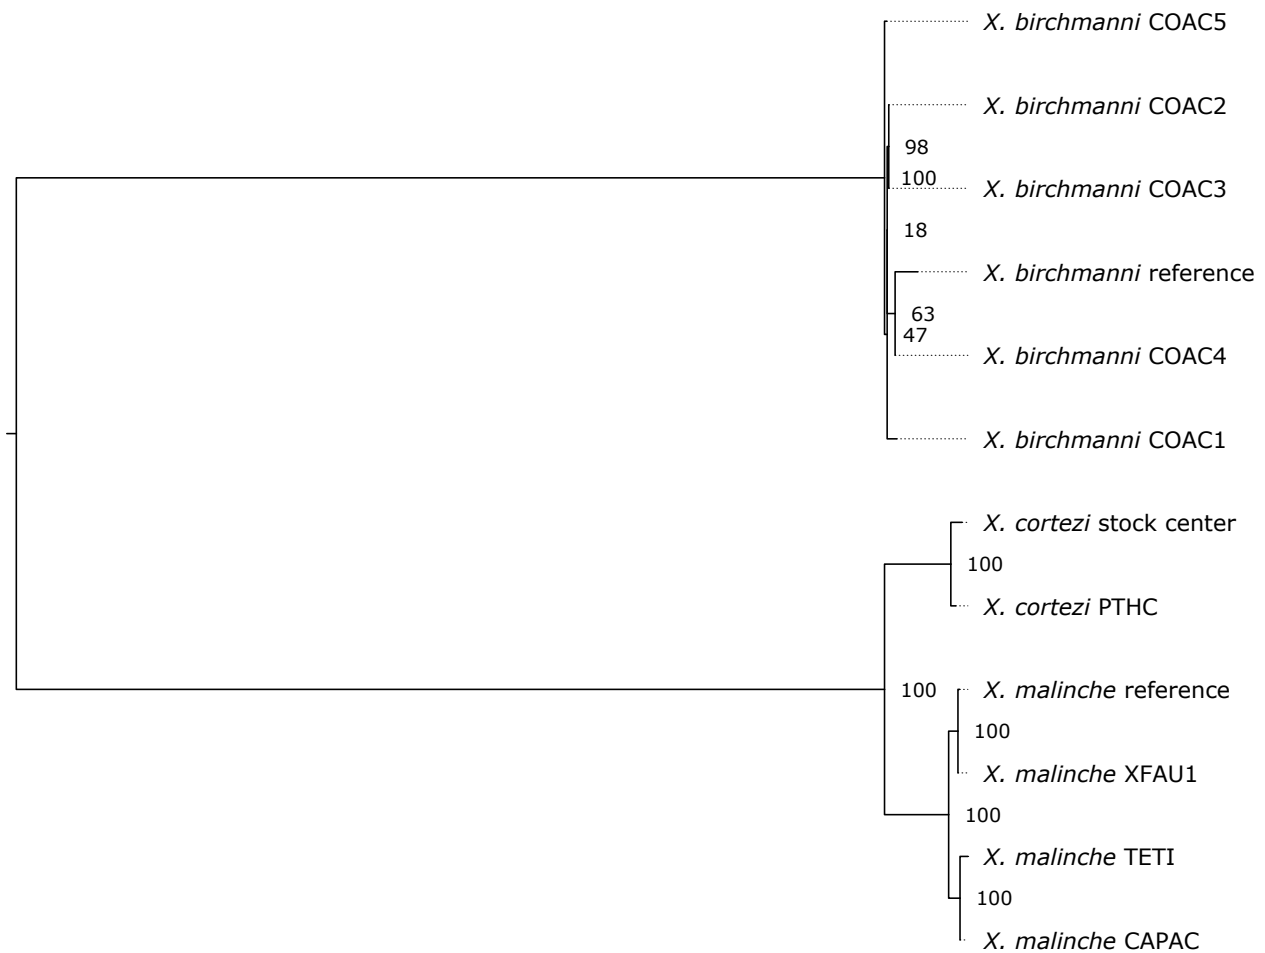 X. birchmanni COAC5
X. birchmanni COAC2
98
100
X. birchmanni COAC3
18
X. birchmanni reference
63
47
X. birchmanni COAC4
X. birchmanni COAC1
X. cortezi stock center
100
X. cortezi PTHC
100
X. malinche reference
100
X. malinche XFAU1
100
X. malinche TETI
100
X. malinche CAPAC